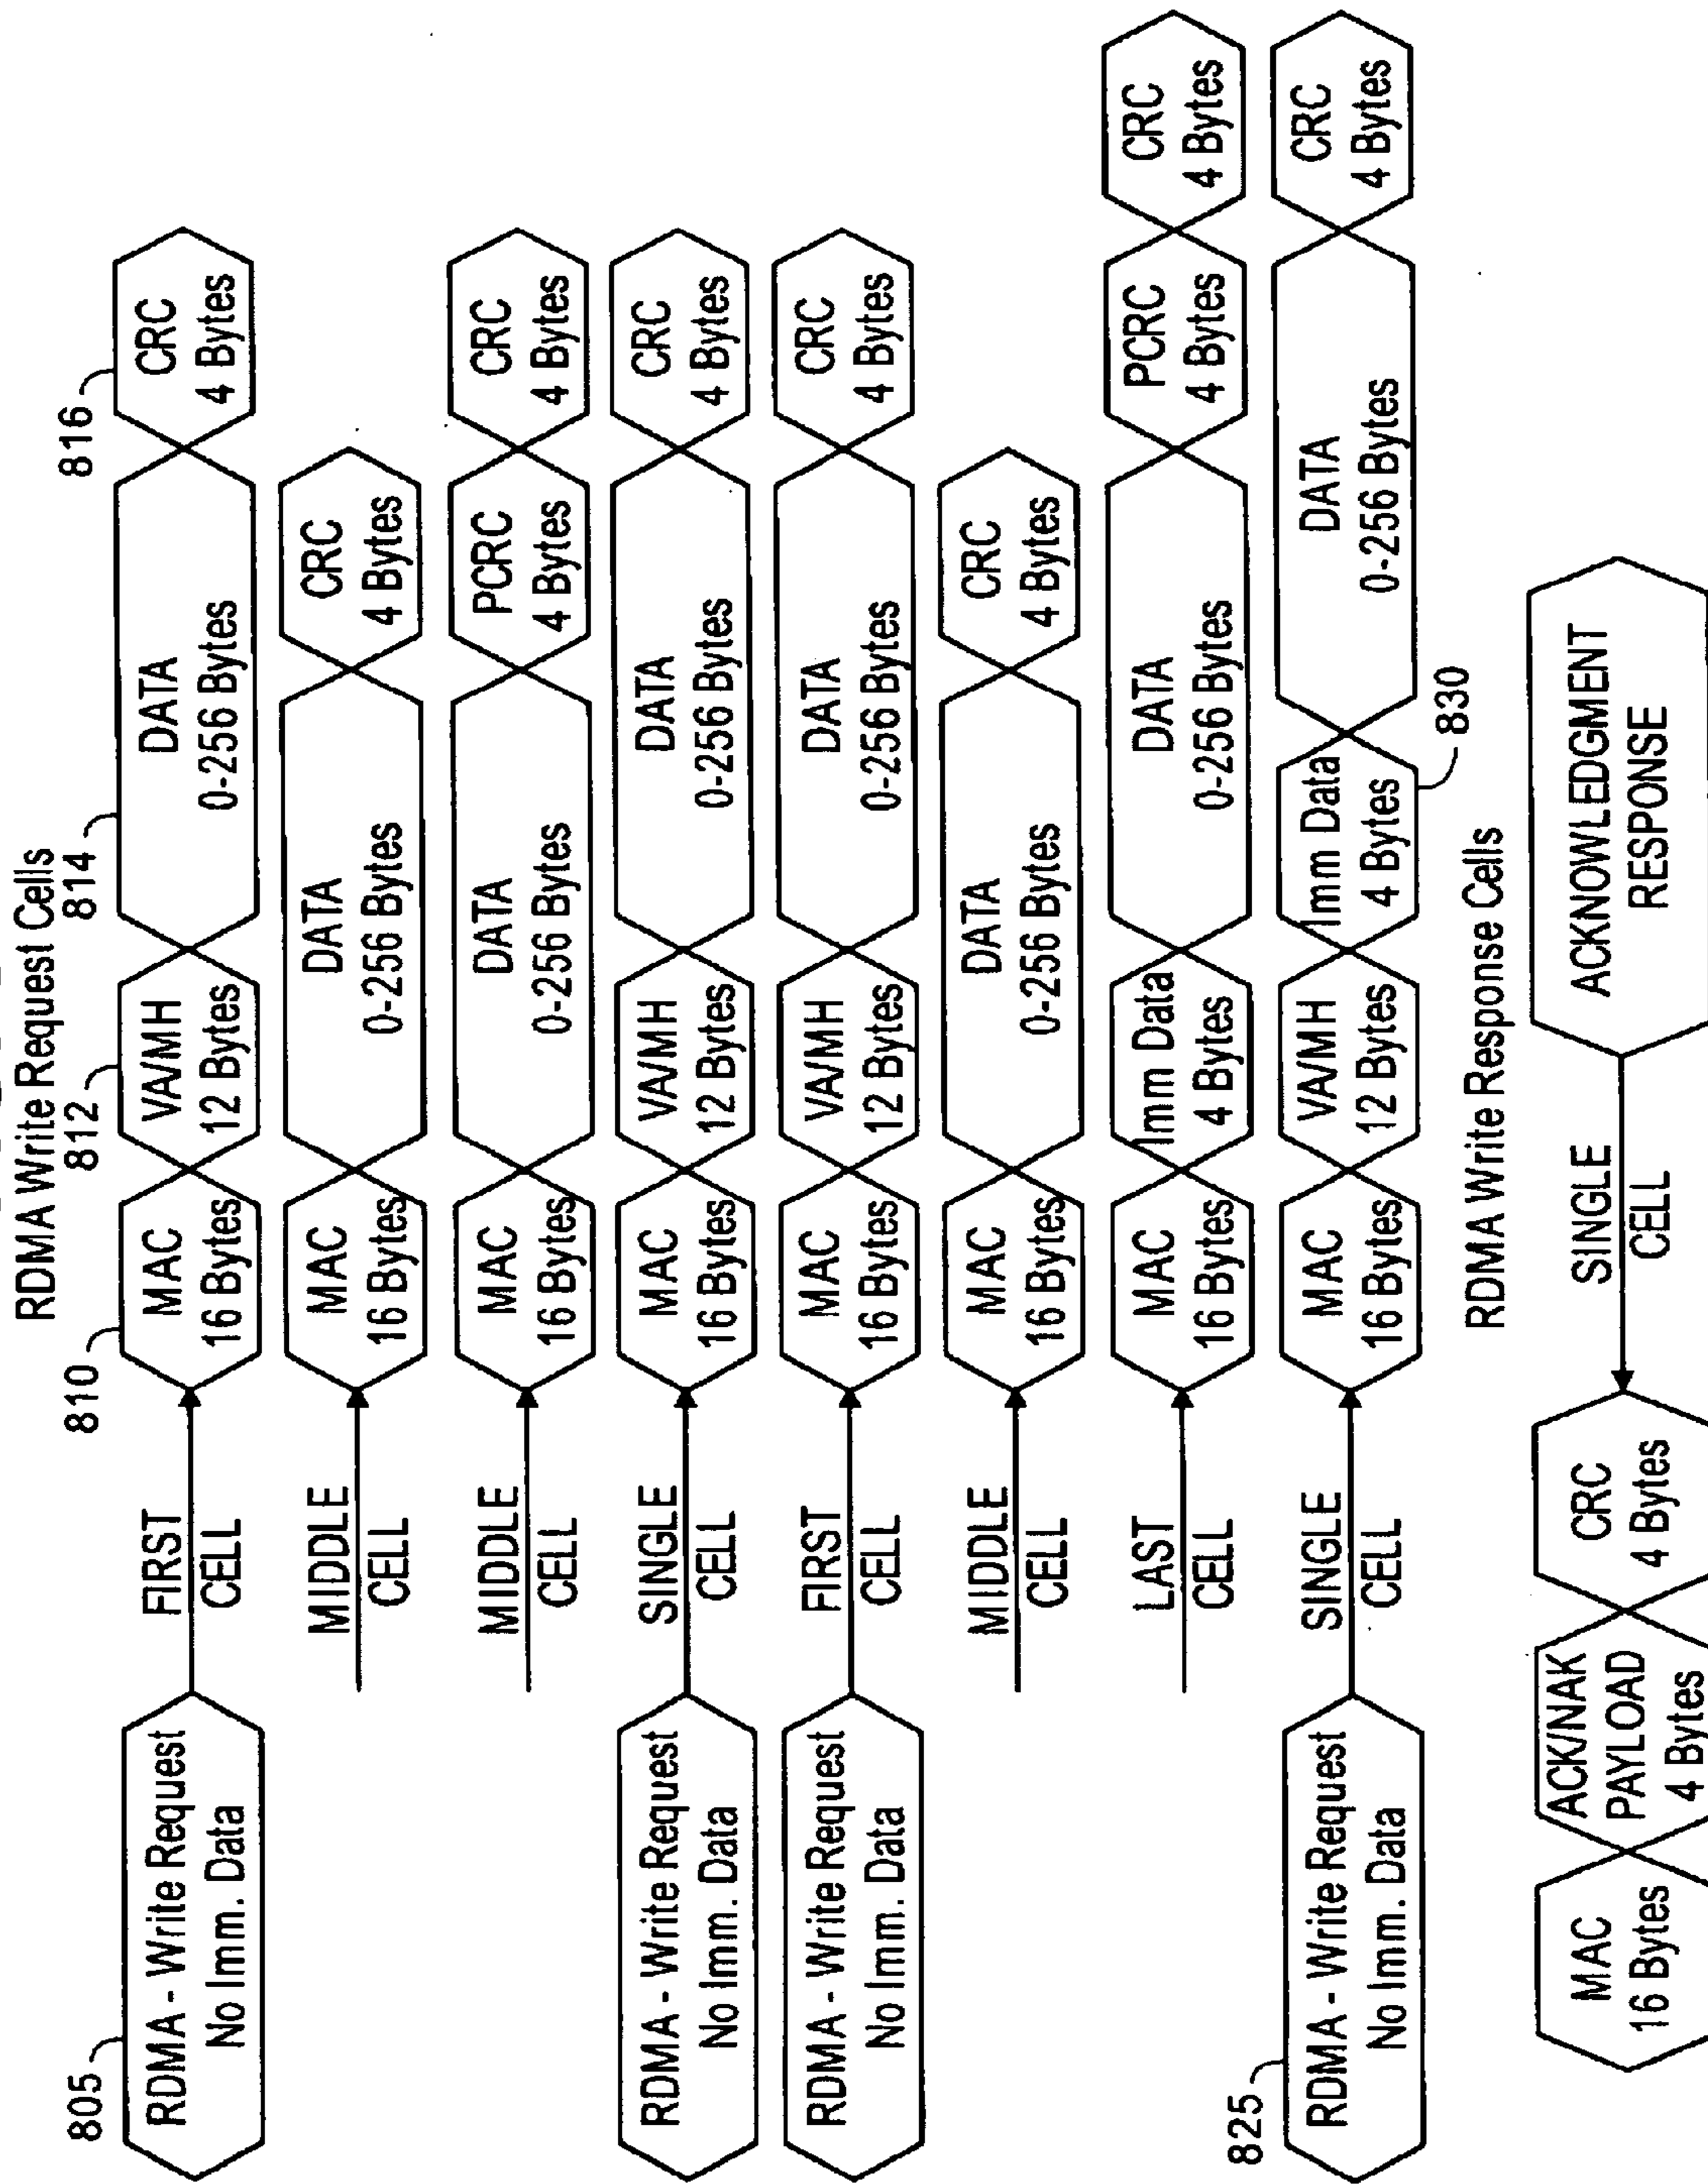 RDMA Write Request Cells
805
810
812
814
816
RDMA - Write Request
No Imm. Data
FIRST
CELL
MAC
16 Bytes
VA/MH
12 Bytes
DATA
0-256 Bytes
CRC
4 Bytes
MIDDLE
CELL
MAC
16 Bytes
DATA
0-256 Bytes
CRC
4 Bytes
MIDDLE
CELL
MAC
16 Bytes
DATA
0-256 Bytes
PCRC
4 Bytes
CRC
4 Bytes
RDMA - Write Request
No Imm. Data
SINGLE
CELL
MAC
16 Bytes
VA/MH
12 Bytes
DATA
0-256 Bytes
CRC
4 Bytes
RDMA - Write Request
No Imm. Data
FIRST
CELL
MAC
16 Bytes
VA/MH
12 Bytes
DATA
0-256 Bytes
CRC
4 Bytes
MIDDLE
CELL
MAC
16 Bytes
DATA
0-256 Bytes
CRC
4 Bytes
LAST
CELL
MAC
16 Bytes
Imm Data
4 Bytes
DATA
0-256 Bytes
PCRC
4 Bytes
CRC
4 Bytes
825
RDMA - Write Request
No Imm. Data
SINGLE
CELL
MAC
16 Bytes
VA/MH
12 Bytes
Imm Data
4 Bytes
DATA
0-256 Bytes
CRC
4 Bytes
830
RDMA Write Response Cells
MAC
16 Bytes
ACK/NAK
PAYLOAD
4 Bytes
CRC
4 Bytes
SINGLE
CELL
ACKNOWLEDGMENT
RESPONSE